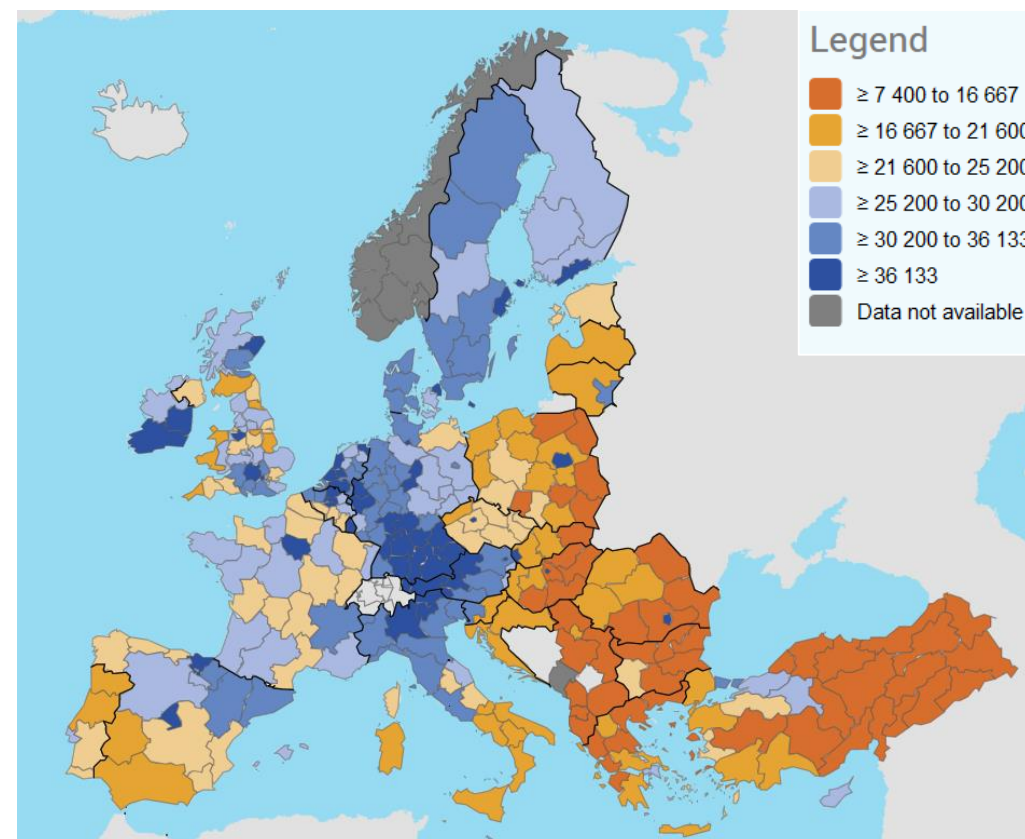 Legend
≥ 7 400 to 16 667
≥ 16 667 to 21 600
≥ 21 600 to 25 200
≥ 25 200 to 30 200
≥ 30 200 to 36 133
≥ 36 133
Data not available